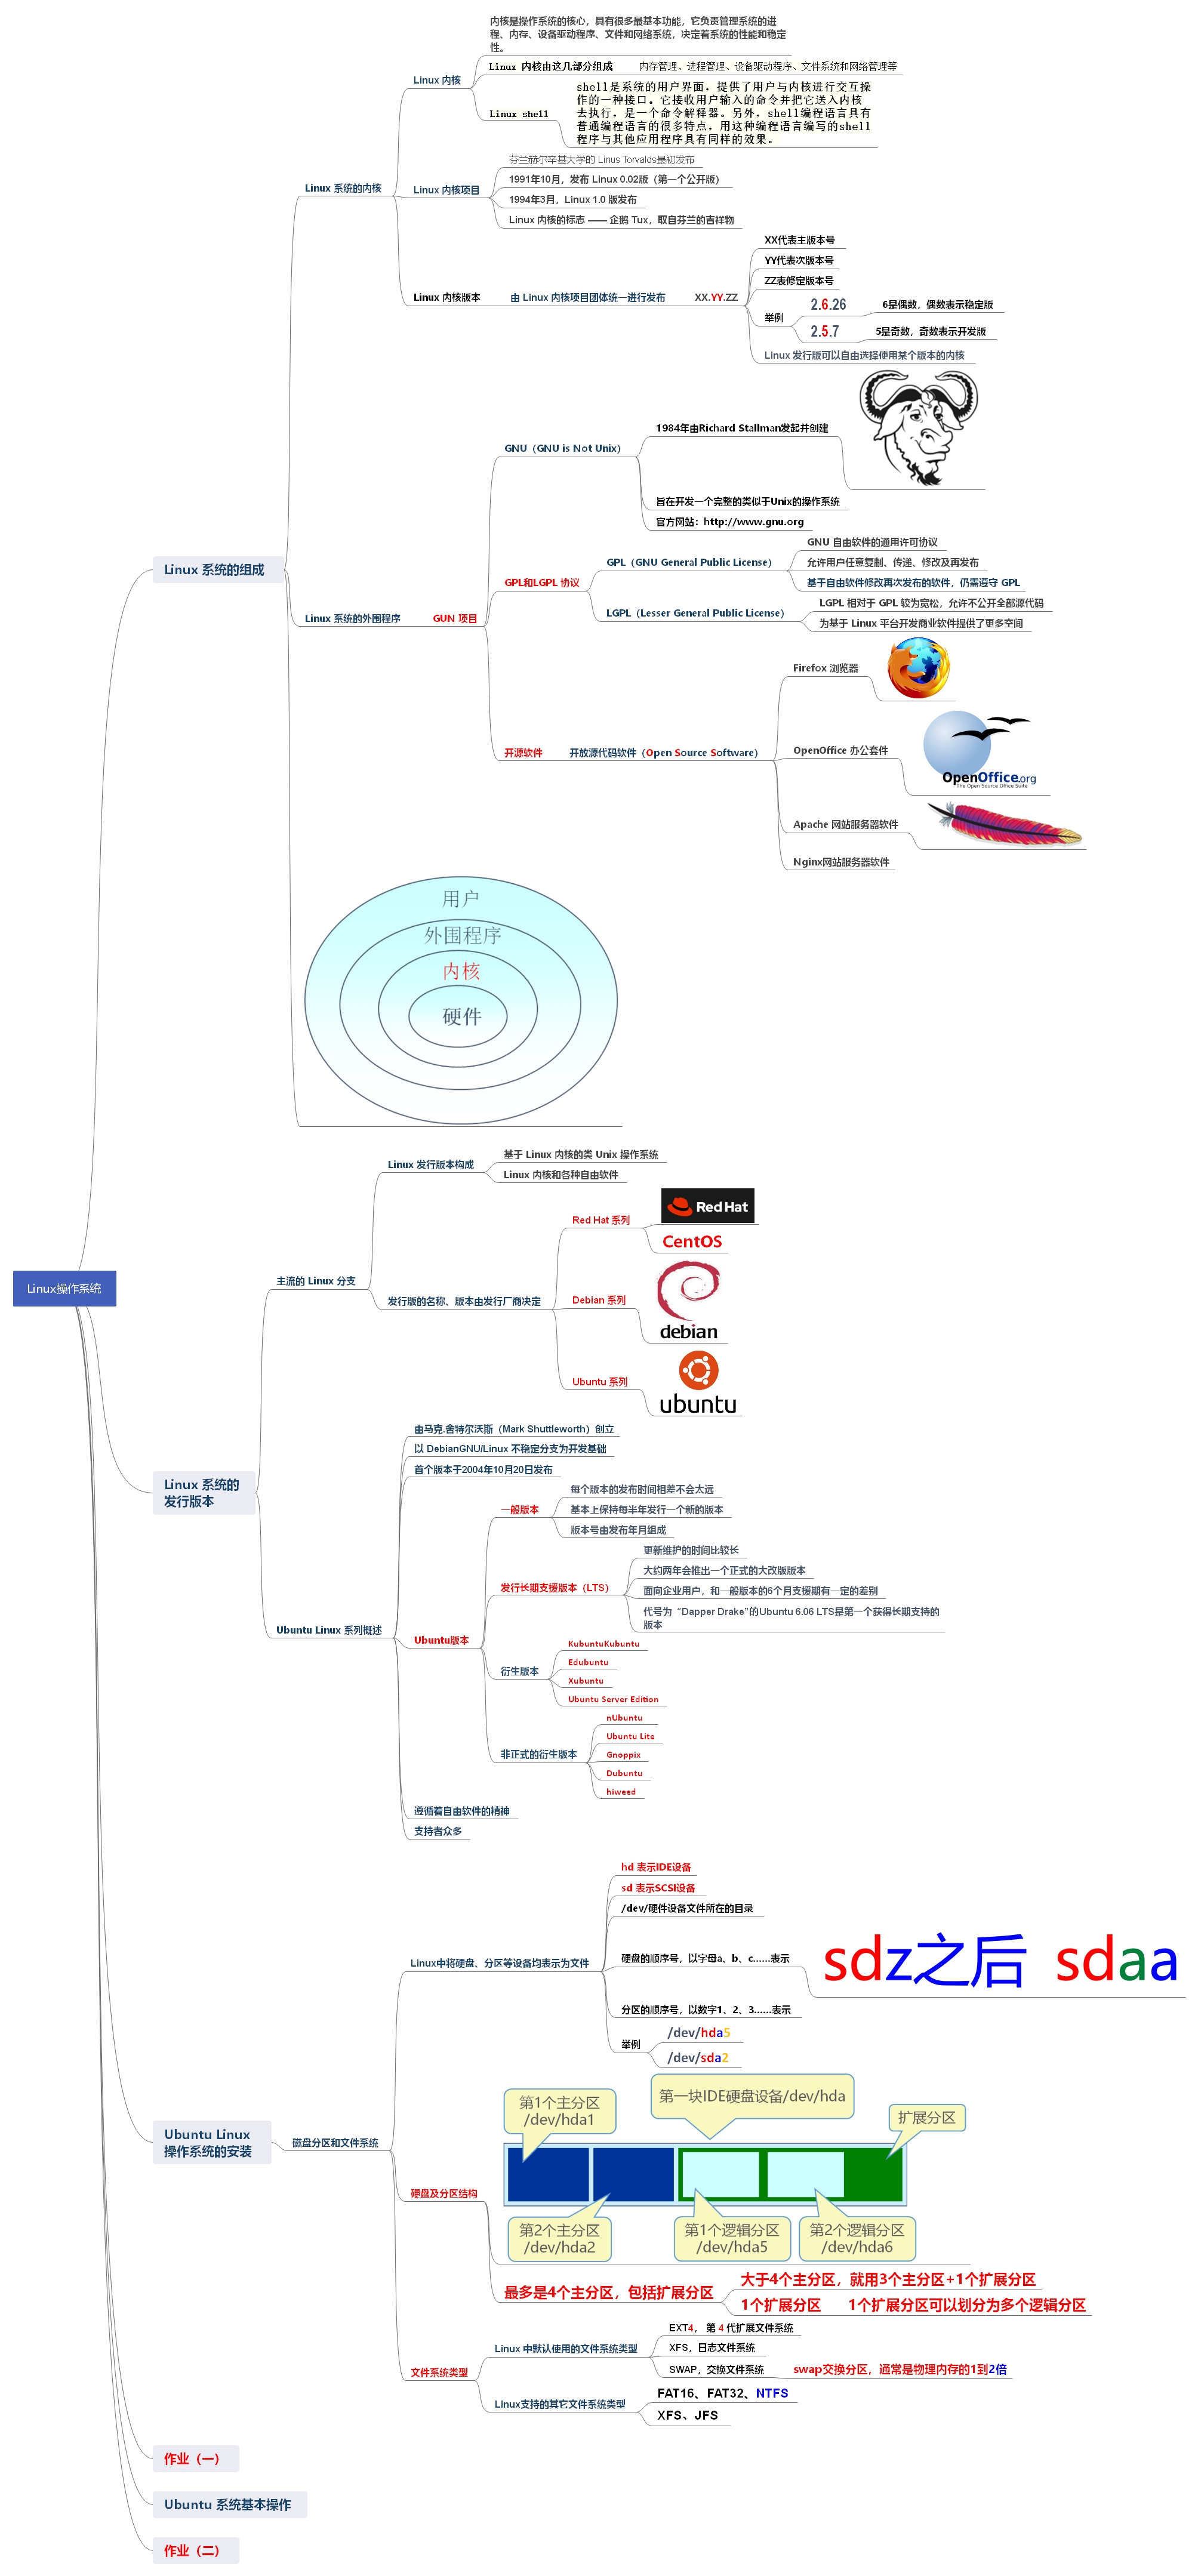 Linux操作系统
Linux 系统的组成
Linux 系统的内核
Linux 内核
内核是操作系统的核心，具有很多最基本功能，它负责管理系统的进
程、内存、设备驱动程序、文件和网络系统，决定着系统的性能和稳定
性。
Linux 内核由这几部分组成
内存管理、进程管理、设备驱动程序、文件系统和网络管理等
Linux shell
shell是系统的用户界面，提供了用户与内核进行交互操
作的一种接口。它接收用户输入的命令并把它送入内核
去执行，是一个命令解释器。另外，shell编程语言具有
普通编程语言的很多特点，用这种编程语言编写的shell
程序与其他应用程序具有同样的效果。
Linux 内核项目
芬兰赫尔辛基大学的 Linus Torvalds最初发布
1991年10月，发布 Linux 0.02版（第一个公开版）
1994年3月，Linux 1.0 版发布
Linux 内核的标志 —— 企鹅 Tux，取自芬兰的吉祥物
Linux 内核版本
由 Linux 内核项目团体统一进行发布
XX.YY.ZZ
XX代表主版本号
YY代表次版本号
ZZ表修定版本号
举例
2.6.26
6是偶数，偶数表示稳定版
2.5.7
5是奇数，奇数表示开发版
Linux 发行版可以自由选择使用某个版本的内核
Linux 系统的外围程序
GUN 项目
GNU（GNU is Not Unix）
1984年由Richard Stallman发起并创建
旨在开发一个完整的类似于Unix的操作系统
官方网站：http://www.gnu.org
GPL和LGPL 协议
GPL（GNU General Public License）
GNU 自由软件的通用许可协议
允许用户任意复制、传递、修改及再发布
基于自由软件修改再次发布的软件，仍需遵守 GPL
LGPL（Lesser General Public License）
LGPL 相对于 GPL 较为宽松，允许不公开全部源代码
为基于 Linux 平台开发商业软件提供了更多空间
开源软件
开放源代码软件（Open Source Software）
Firefox 浏览器
OpenOffice 办公套件
OpenOffice.org
The Open Source Office Suite
Apache 网站服务器软件
Nginx网站服务器软件
用户
外围程序
内核
硬件
Linux 系统的
发行版本
主流的 Linux 分支
Linux 发行版本构成
基于 Linux 内核的类 Unix 操作系统
Linux 内核和各种自由软件
发行版的名称、版本由发行厂商决定
Red Hat 系列
Red Hat
CentOS
Debian 系列
debian
Ubuntu 系列
ubuntu
Ubuntu Linux 系列概述
由马克.舍特尔沃斯（Mark Shuttleworth）创立
以 DebianGNU/Linux 不稳定分支为开发基础
首个版本于2004年10月20日发布
Ubuntu版本
一般版本
每个版本的发布时间相差不会太远
基本上保持每半年发行一个新的版本
版本号由发布年月组成
发行长期支援版本（LTS）
更新维护的时间比较长
大约两年会推出一个正式的大改版版本
面向企业用户，和一般版本的6个月支援期有一定的差别
代号为“Dapper Drake”的Ubuntu 6.06 LTS是第一个获得长期支持的
版本
衍生版本
KubuntuKubuntu
Edubuntu
Xubuntu
Ubuntu Server Edition
非正式的衍生版本
nUbuntu
Ubuntu Lite
Gnoppix
Dubuntu
hiweed
遵循着自由软件的精神
支持者众多
Ubuntu Linux
操作系统的安装
磁盘分区和文件系统
Linux中将硬盘、分区等设备均表示为文件
hd 表示IDE设备
sd 表示SCSI设备
/dev/硬件设备文件所在的目录
硬盘的顺序号，以字母a、b、c……表示
sdz之后 sdaa
分区的顺序号，以数字1、2、3……表示
举例
/dev/hda5
/dev/sda2
硬盘及分区结构
第1个主分区
/dev/hda1
第一块IDE硬盘设备/dev/hda
扩展分区
第2个主分区
/dev/hda2
第1个逻辑分区
/dev/hda5
第2个逻辑分区
/dev/hda6
最多是4个主分区，包括扩展分区
大于4个主分区，就用3个主分区+1个扩展分区
1个扩展分区
1个扩展分区可以划分为多个逻辑分区
文件系统类型
Linux 中默认使用的文件系统类型
EXT4， 第 4 代扩展文件系统
XFS，日志文件系统
SWAP，交换文件系统
swap交换分区，通常是物理内存的1到2倍
Linux支持的其它文件系统类型
FAT16、FAT32、NTFS
XFS、JFS
作业（一）
Ubuntu 系统基本操作
作业（二）